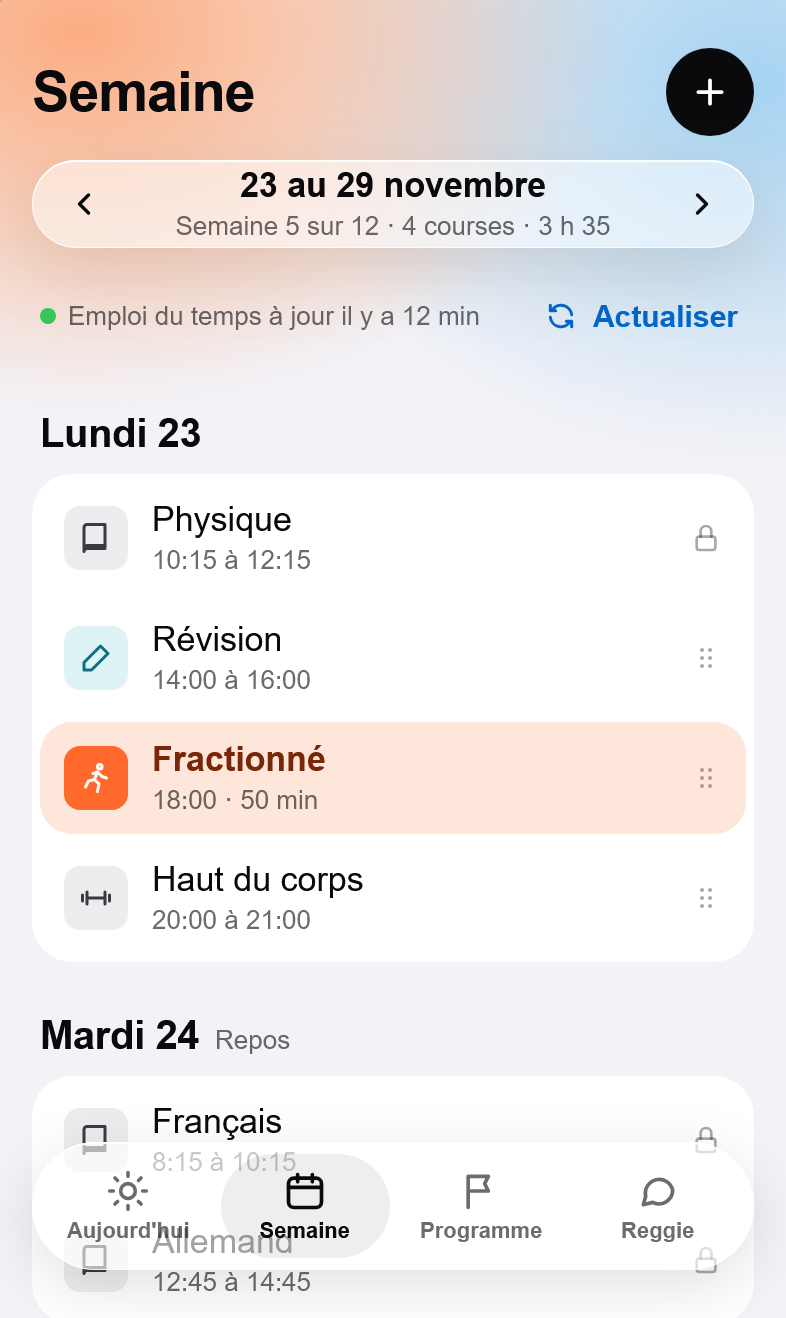 Semaine
23 au 29 novembre
Semaine 5 sur 12 · 4 courses · 3 h 35
Emploi du temps à jour il y a 12 min
Actualiser
Lundi 23
Physique
10:15 à 12:15
Révision
14:00 à 16:00
Fractionné
18:00 · 50 min
Haut du corps
20:00 à 21:00
Mardi 24 Repos
Français
8:15 à 10:15
Allemand
12:45 à 14:45
Aujourd'hui
Semaine
Programme
Reggie